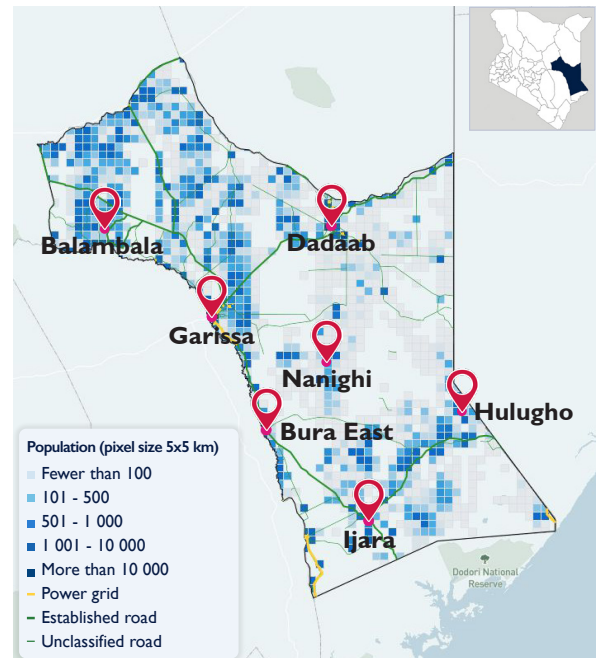 Balambala
Dadaab
Garissa
Nanighi
Hulugho
Bura East
Ijara
Dodori National
Reserve
Population (pixel size 5x5 km)
Fewer than 100
101 - 500
501 - 1 000
1 001 - 10 000
More than 10 000
Power grid
Established road
Unclassified road